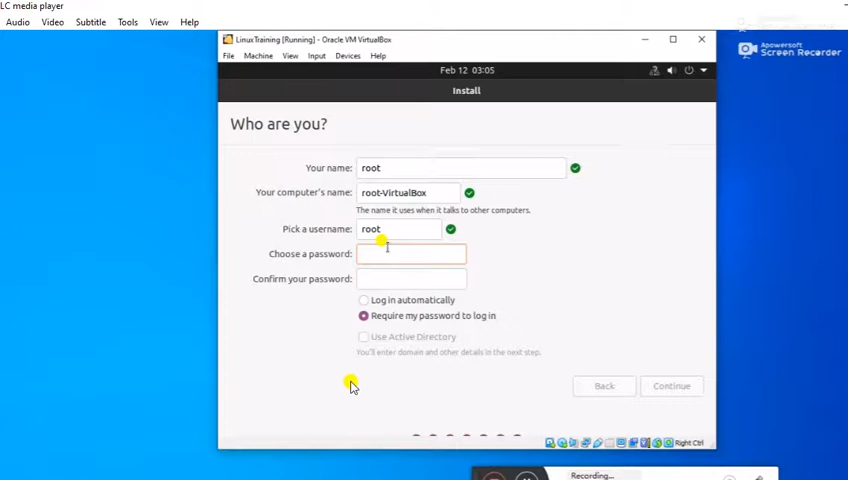 LC media player
Audio Video Subtitle Tools View Help
LinuxTraining [Running] - Oracle VM VirtualBox
File Machine View Input Devices Help
Apowersoft
Screen Recorder
Feb 12 03:05
Install
Who are you?
Your name: root
Your computer's name: root-VirtualBox
The name it uses when it talks to other computers.
Pick a username: root
Choose a password:
Confirm your password:
Log in automatically
Require my password to log in
Use Active Directory
You'll enter domain and other details in the next step.
Back Continue
Right Ctrl
Recording...